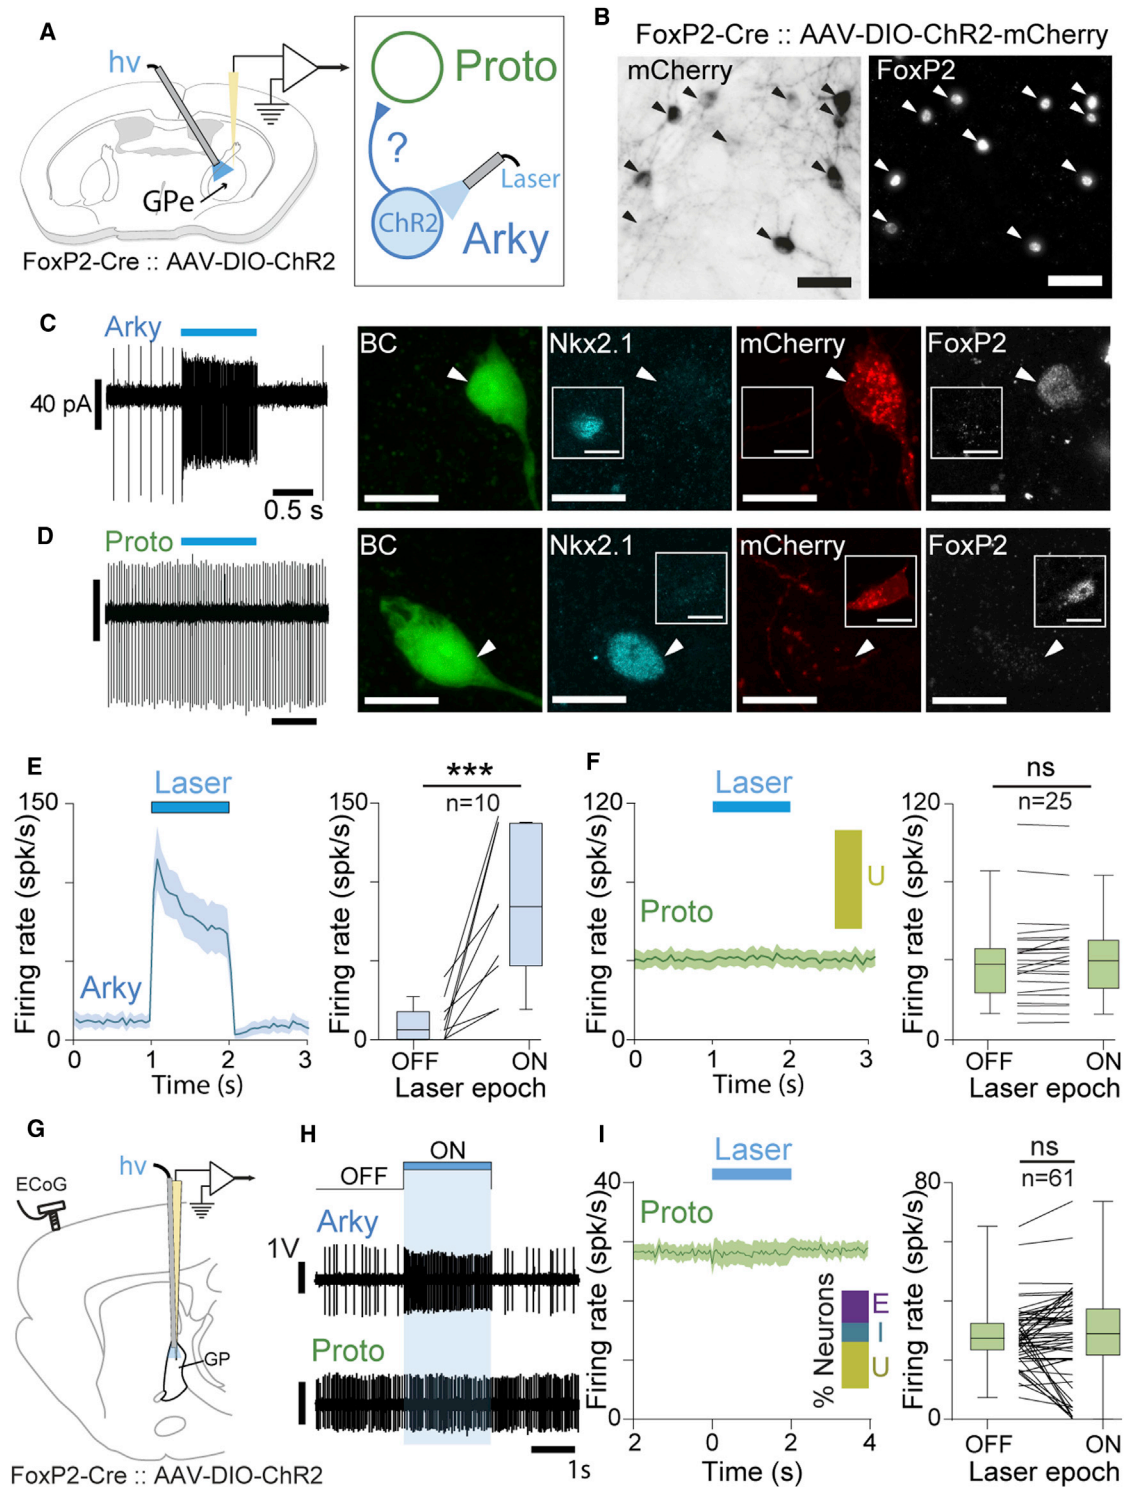 A
hv
GPe
FoxP2-Cre :: AAV-DIO-ChR2
Proto
?
Laser
ChR2
Arky
B
FoxP2-Cre :: AAV-DIO-ChR2-mCherry
mCherry
FoxP2
C
Arky
40 pA
0.5 s
BC
Nkx2.1
mCherry
FoxP2
D
Proto
BC
Nkx2.1
mCherry
FoxP2
E
Laser
150
Firing rate (spk/s)
Arky
0
0 1 2 3
Time (s)
***
n=10
150
Firing rate (spk/s)
0
OFF ON
Laser epoch
F
Laser
120
Firing rate (spk/s)
U
Proto
0
0 1 2 3
Time (s)
ns
n=25
120
Firing rate (spk/s)
0
OFF ON
Laser epoch
G
hv
ECoG
GP
FoxP2-Cre :: AAV-DIO-ChR2
H
ON
OFF
Arky
1V
Proto
1s
I
Laser
40
Firing rate (spk/s)
Proto
% Neurons
E
I
U
0
2 0 2 4
Time (s)
ns
n=61
80
Firing rate (spk/s)
0
OFF ON
Laser epoch